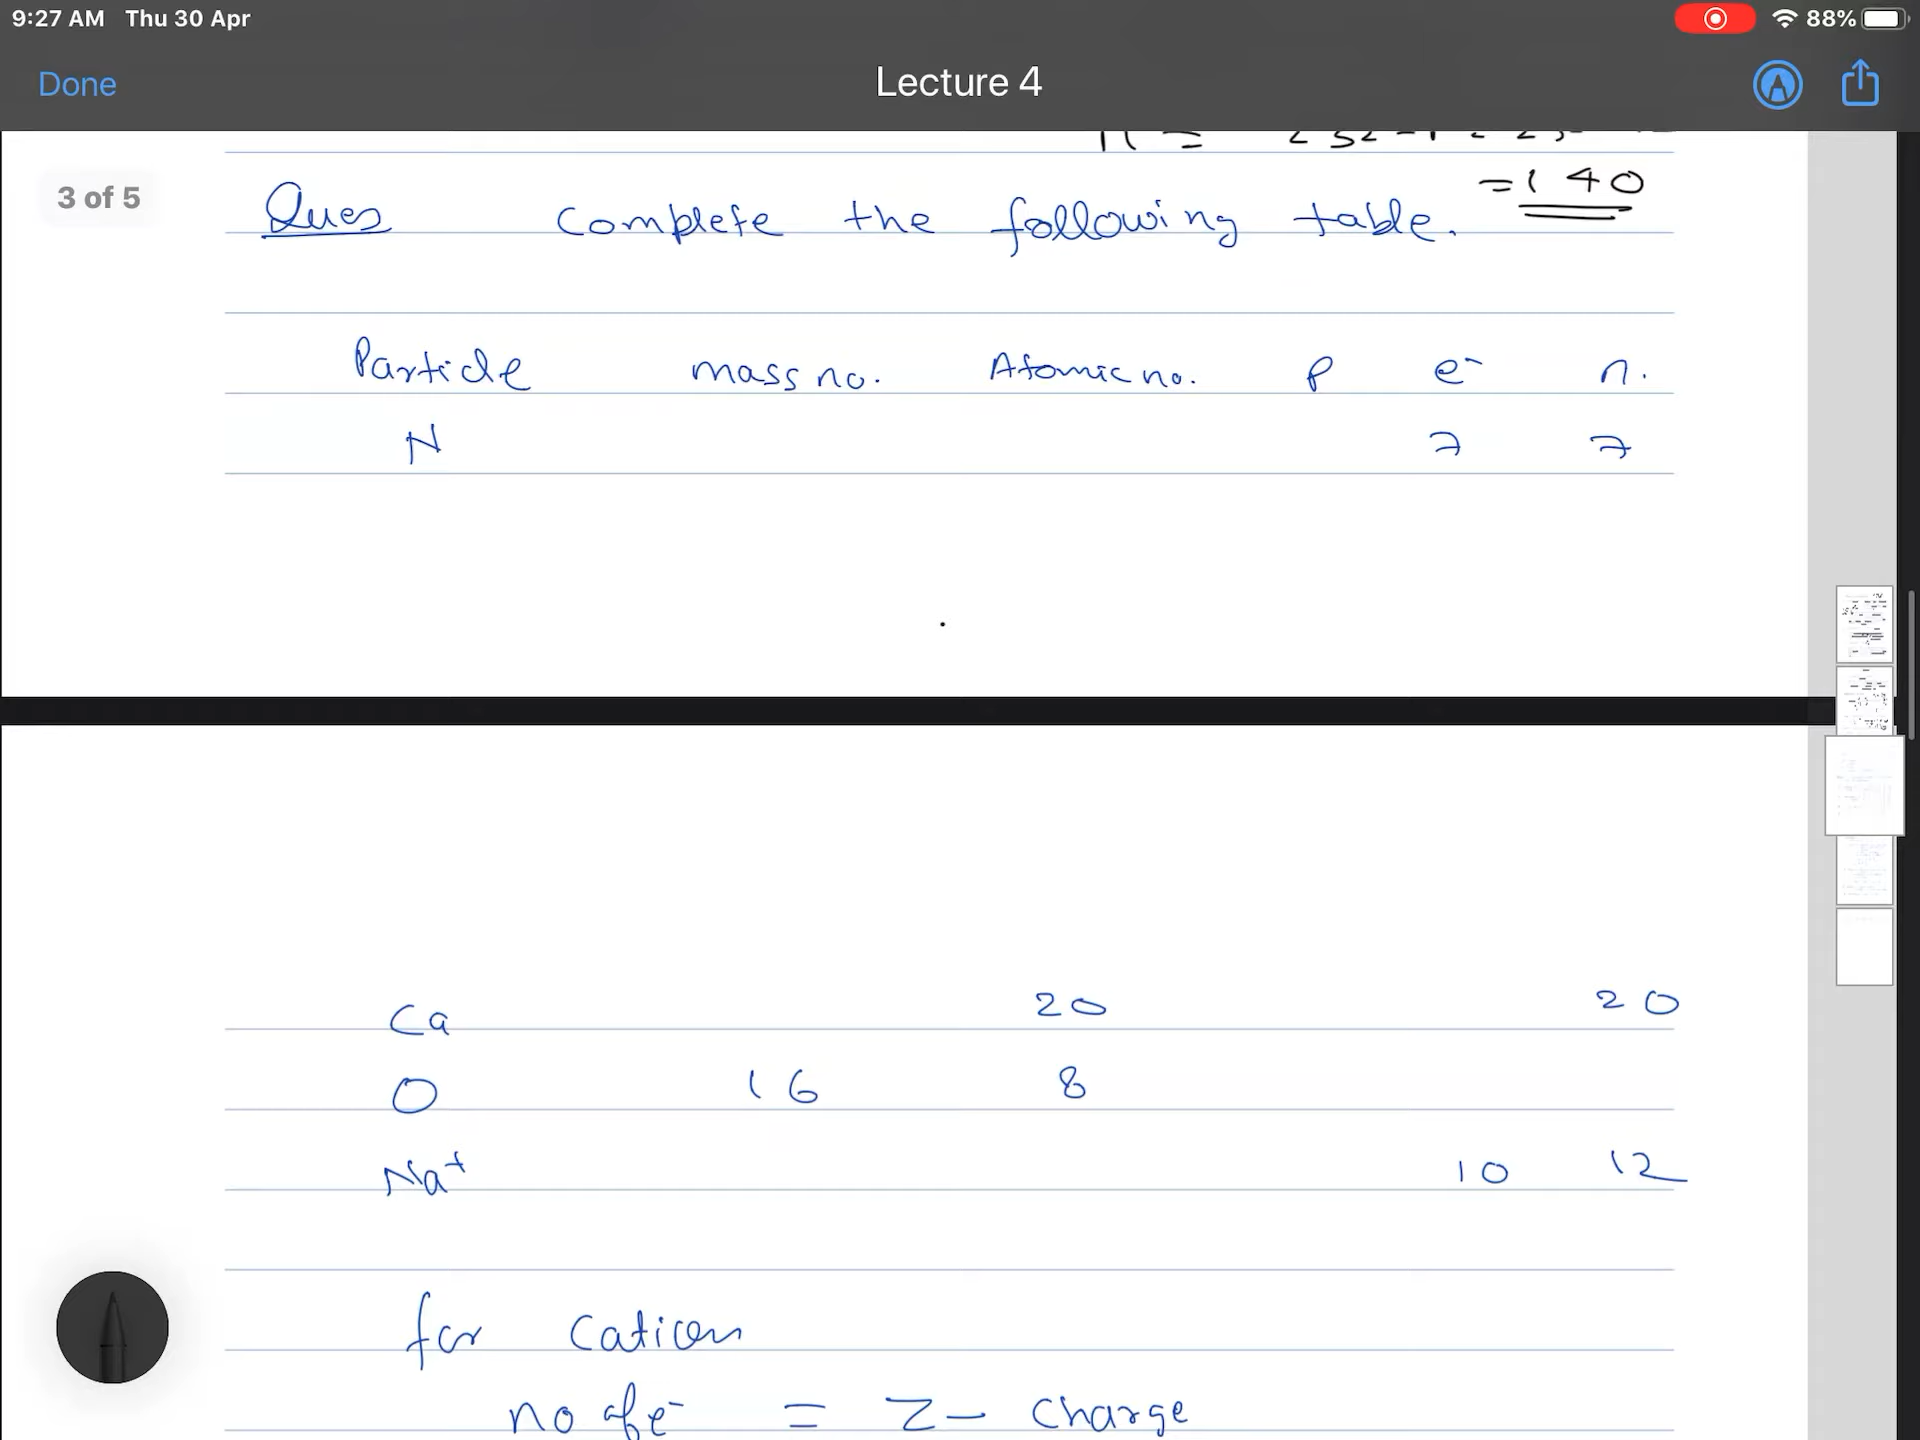 9:27 AM Thu 30 Apr
88%
Done
Lecture 4
3 of 5
= 140
Ques Complete the following table.
Particle mass no. Atomic no. P e⁻ n.
N 7 7
Ca 20 20
O 16 8
Na⁺ 10 12
for Cation
no of e⁻ = Z - Charge